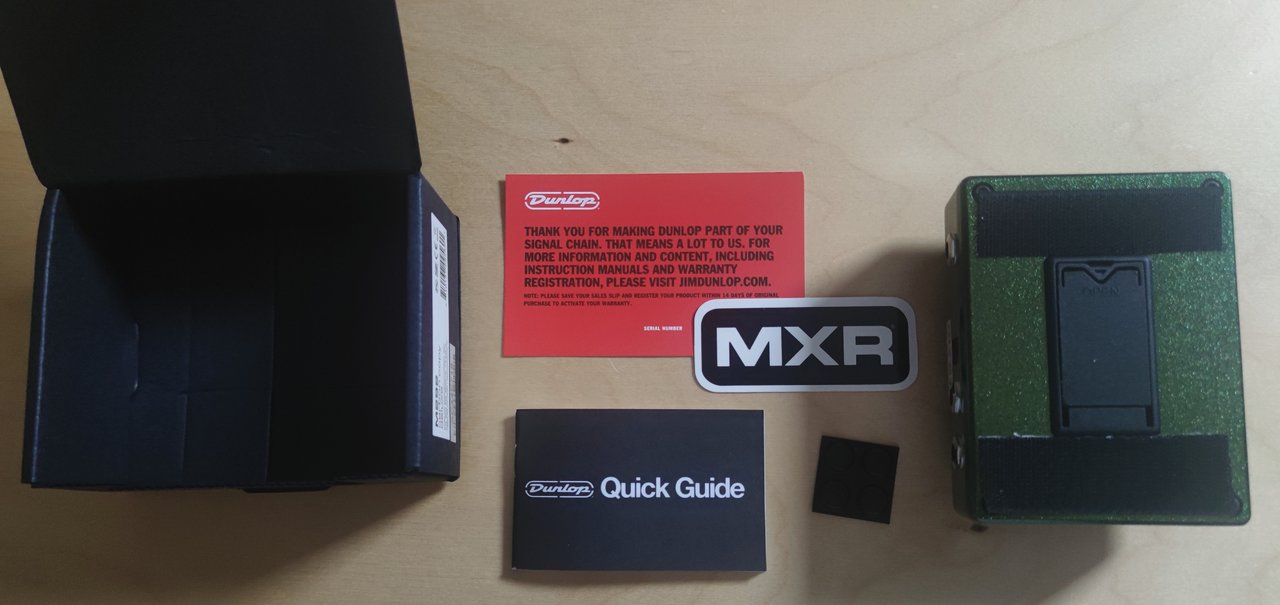 Dunlop
THANK YOU FOR MAKING DUNLOP PART OF YOUR
SIGNAL CHAIN. THAT MEANS A LOT TO US. FOR
MORE INFORMATION AND CONTENT, INCLUDING
INSTRUCTION MANUALS AND WARRANTY
REGISTRATION, PLEASE VISIT JIMDUNLOP.COM.
NOTE: PLEASE SAVE YOUR SALES SLIP AND REGISTER YOUR PRODUCT WITHIN 14 DAYS OF ORIGINAL
PURCHASE TO ACTIVATE YOUR WARRANTY.
SERIAL NUMBER
MXR
Dunlop Quick Guide
OPEN